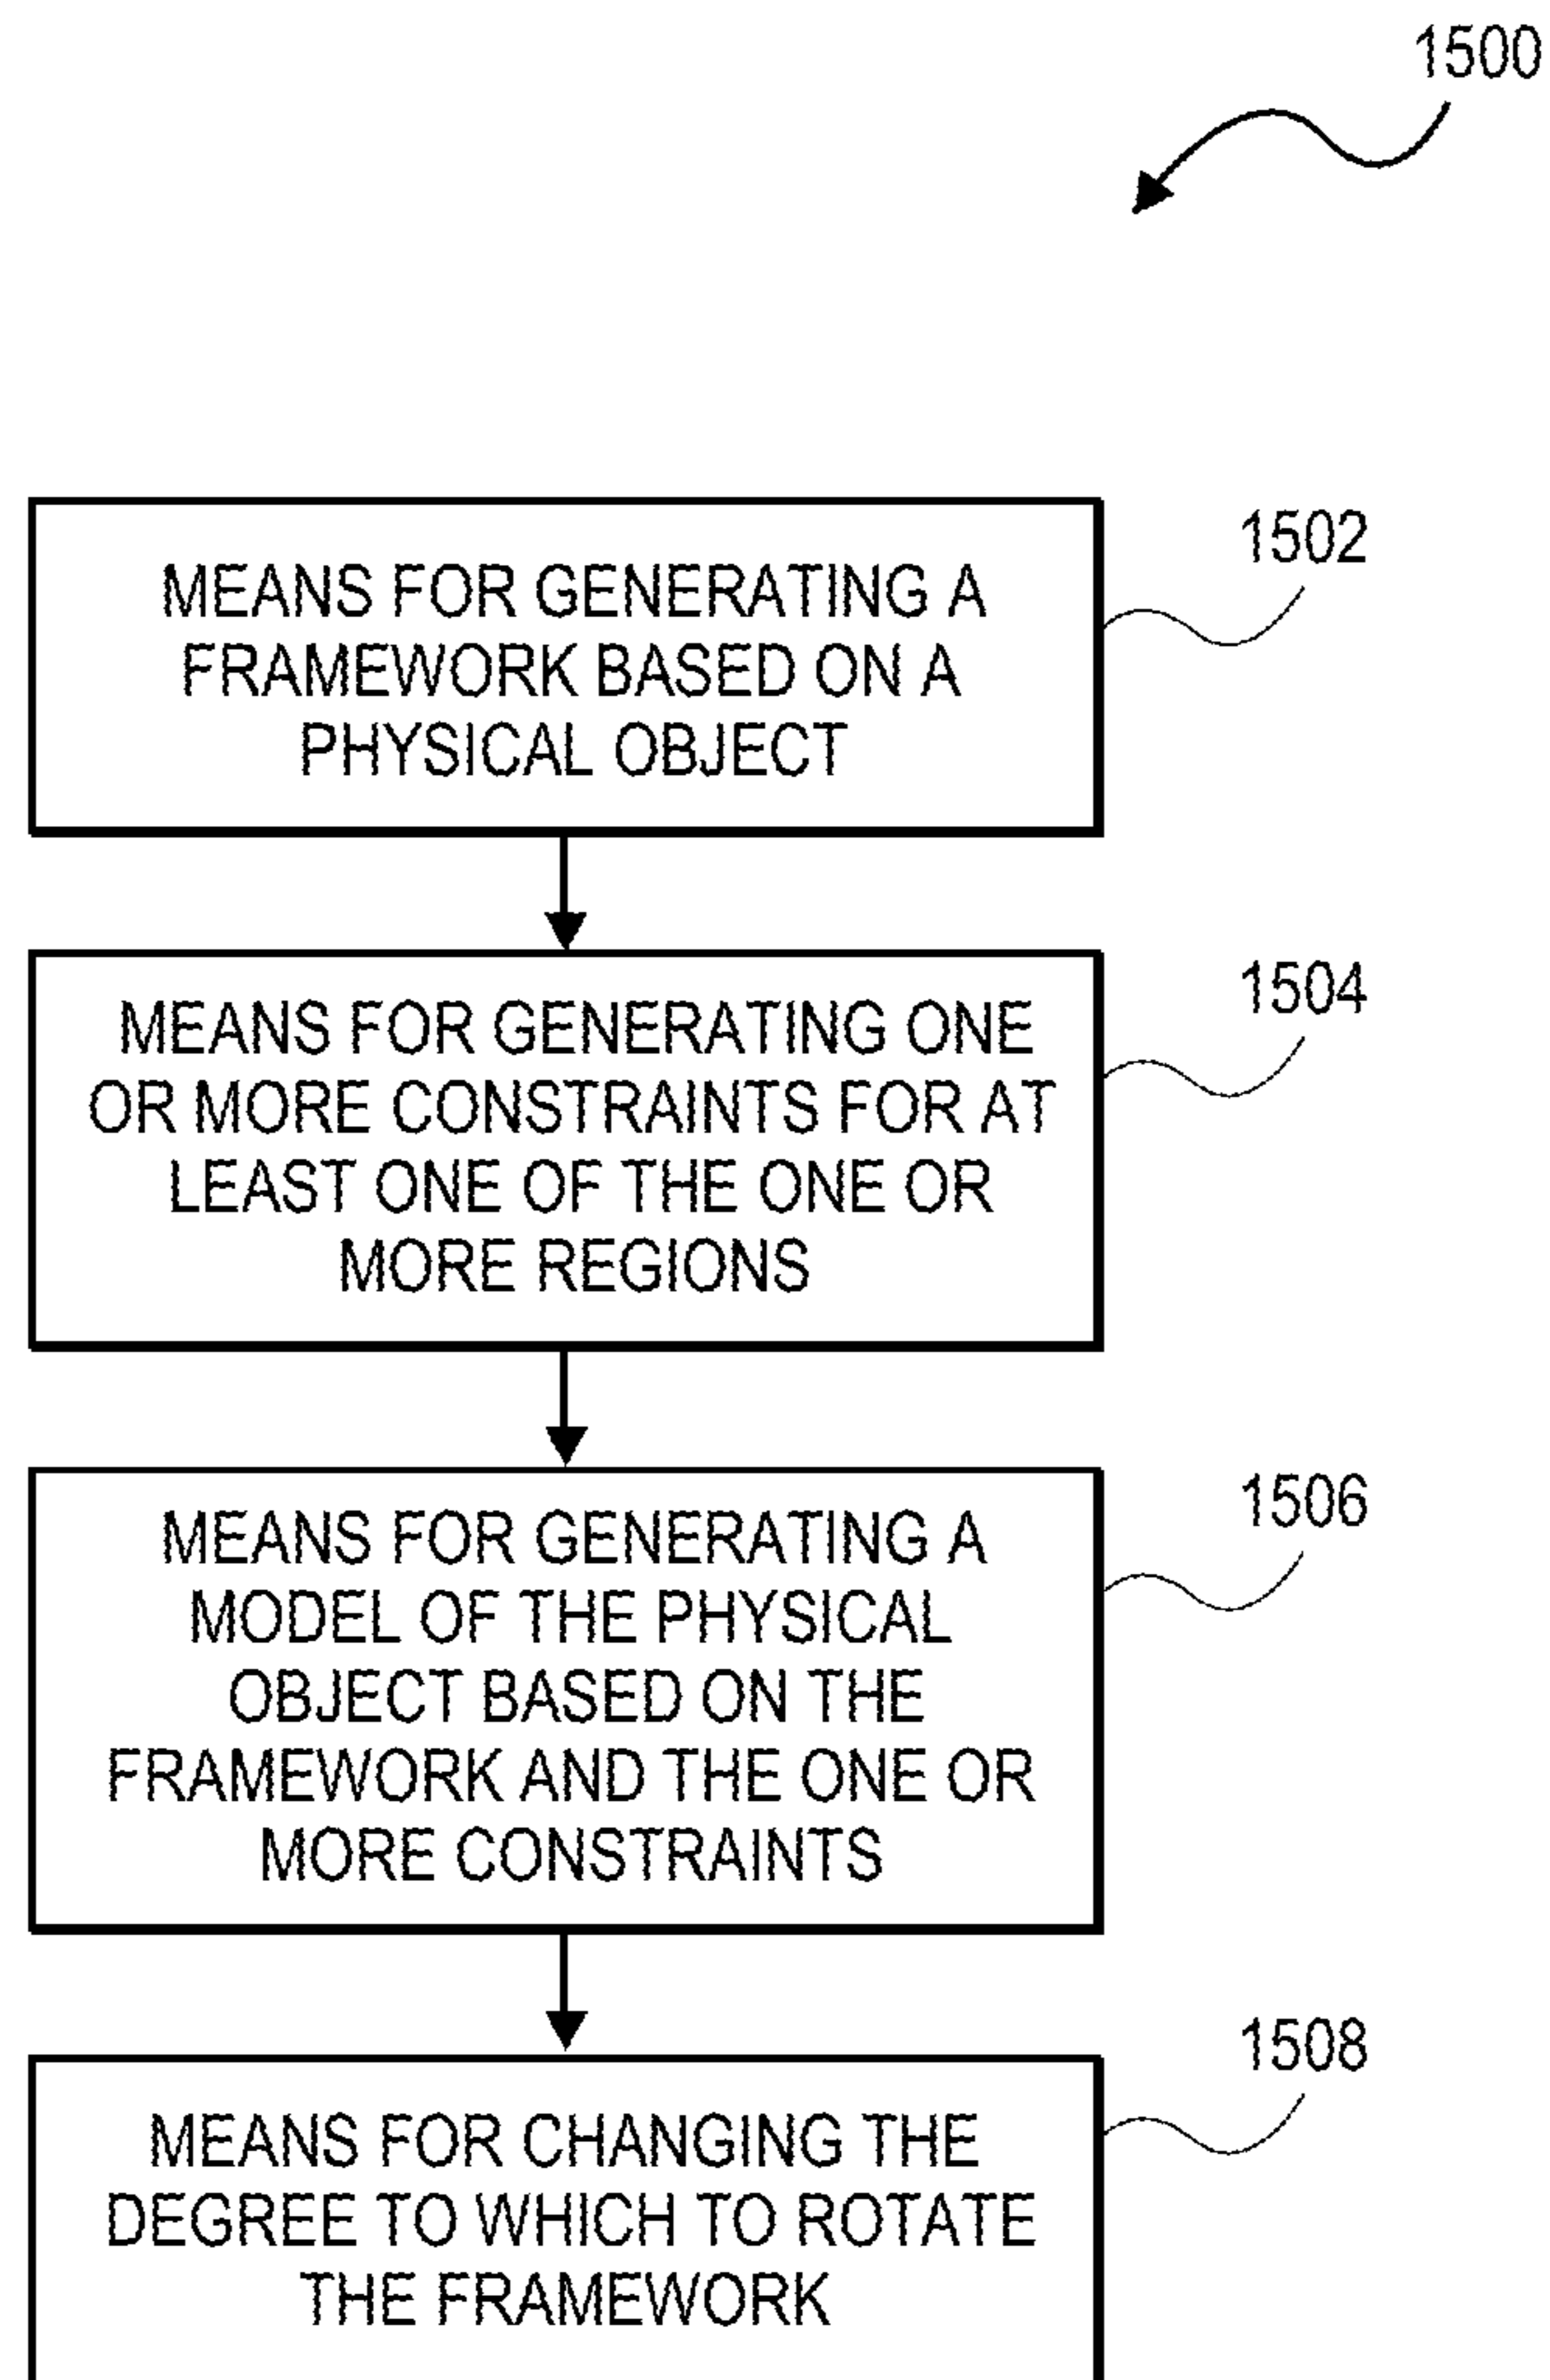 1500
1502
MEANS FOR GENERATING A
FRAMEWORK BASED ON A
PHYSICAL OBJECT
1504
MEANS FOR GENERATING ONE
OR MORE CONSTRAINTS FOR AT
LEAST ONE OF THE ONE OR
MORE REGIONS
1506
MEANS FOR GENERATING A
MODEL OF THE PHYSICAL
OBJECT BASED ON THE
FRAMEWORK AND THE ONE OR
MORE CONSTRAINTS
1508
MEANS FOR CHANGING THE
DEGREE TO WHICH TO ROTATE
THE FRAMEWORK